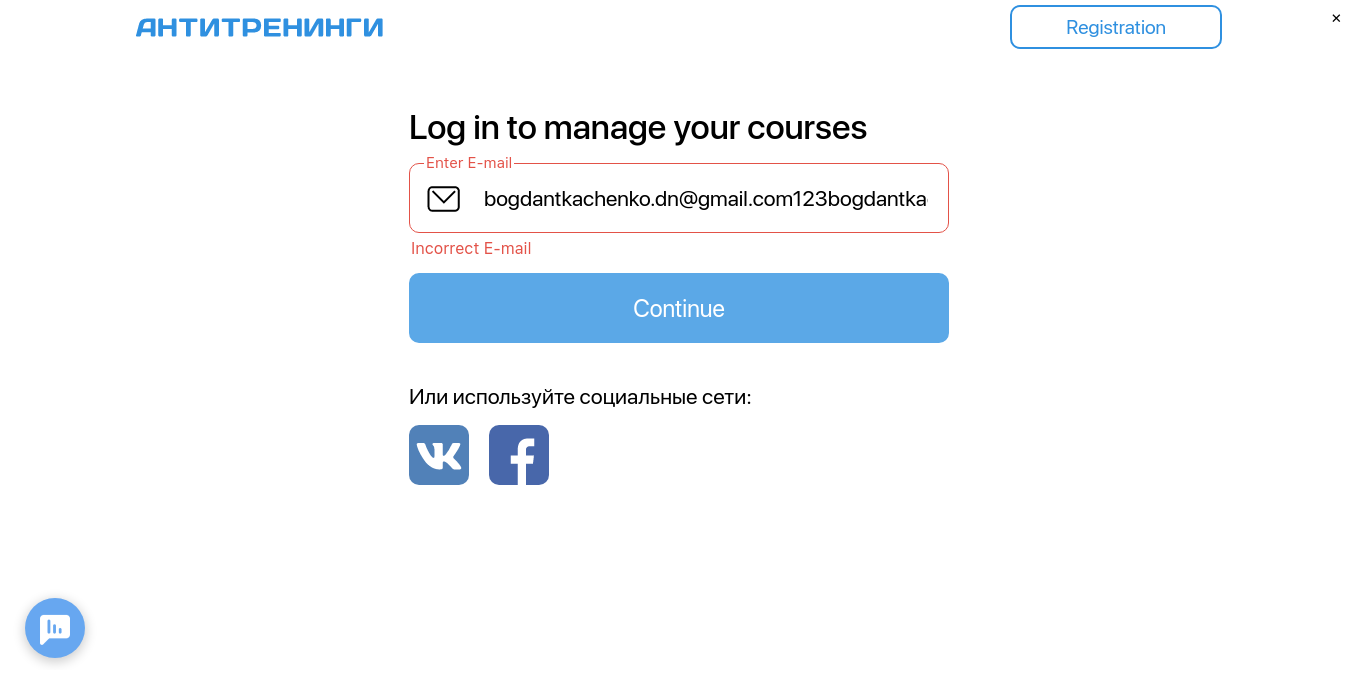 АНТИТРЕНИНГИ
Registration
×
Log in to manage your courses
Enter E-mail
bogdantkachenko.dn@gmail.com123bogdantka
Incorrect E-mail
Continue
Или используйте социальные сети: